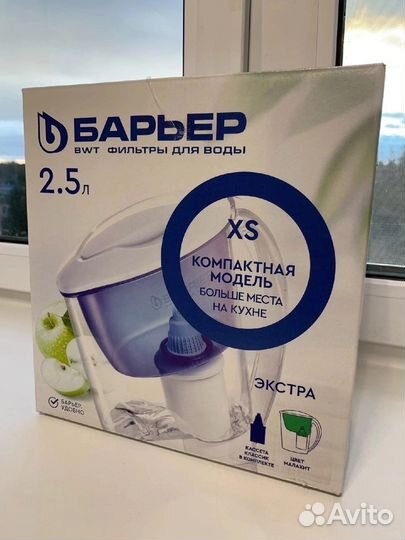 БАРЬЕР
BWT ФИЛЬТРЫ ДЛЯ ВОДЫ
2.5л
XS
КОМПАКТНАЯ
МОДЕЛЬ
БОЛЬШЕ МЕСТА
НА КУХНЕ
БАРЬЕР
ЭКСТРА
БАРЬЕР,
УДОБНО
КАССЕТА
КЛАССИК
В КОМПЛЕКТЕ
ЦВЕТ
МАЛАХИТ
Avito